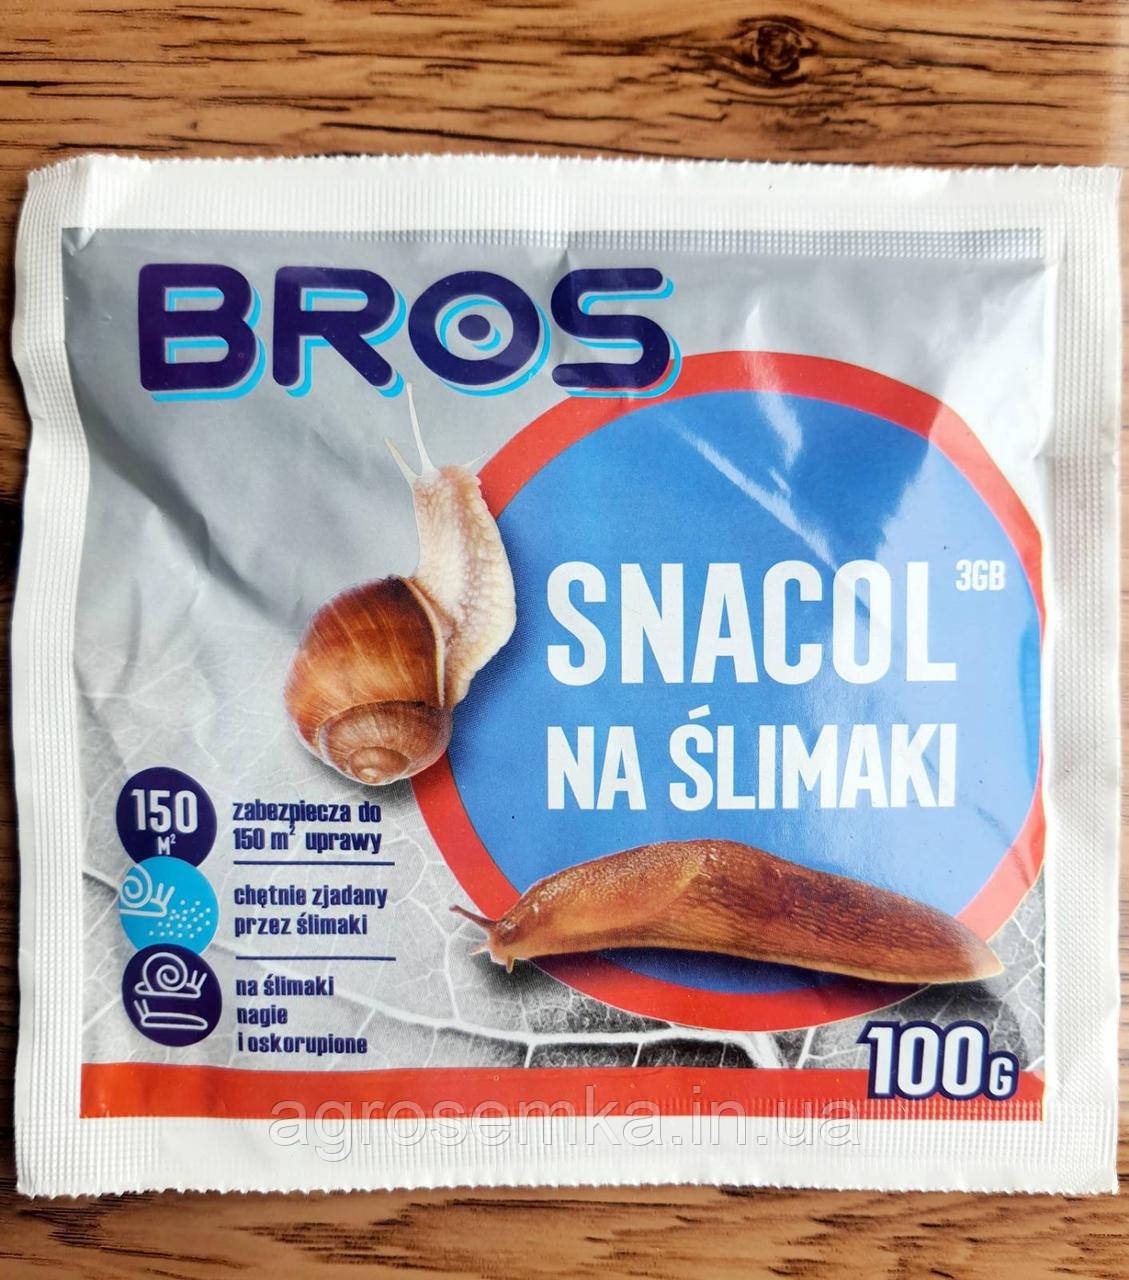 BROS
SNACOL 3GB
NA ŚLIMAKI
150
M²
zabezpiecza do
150 m² uprawy
chętnie zjadany
przez ślimaki
na ślimaki
nagie
i oskorupione
100G
agrosemka.in.ua